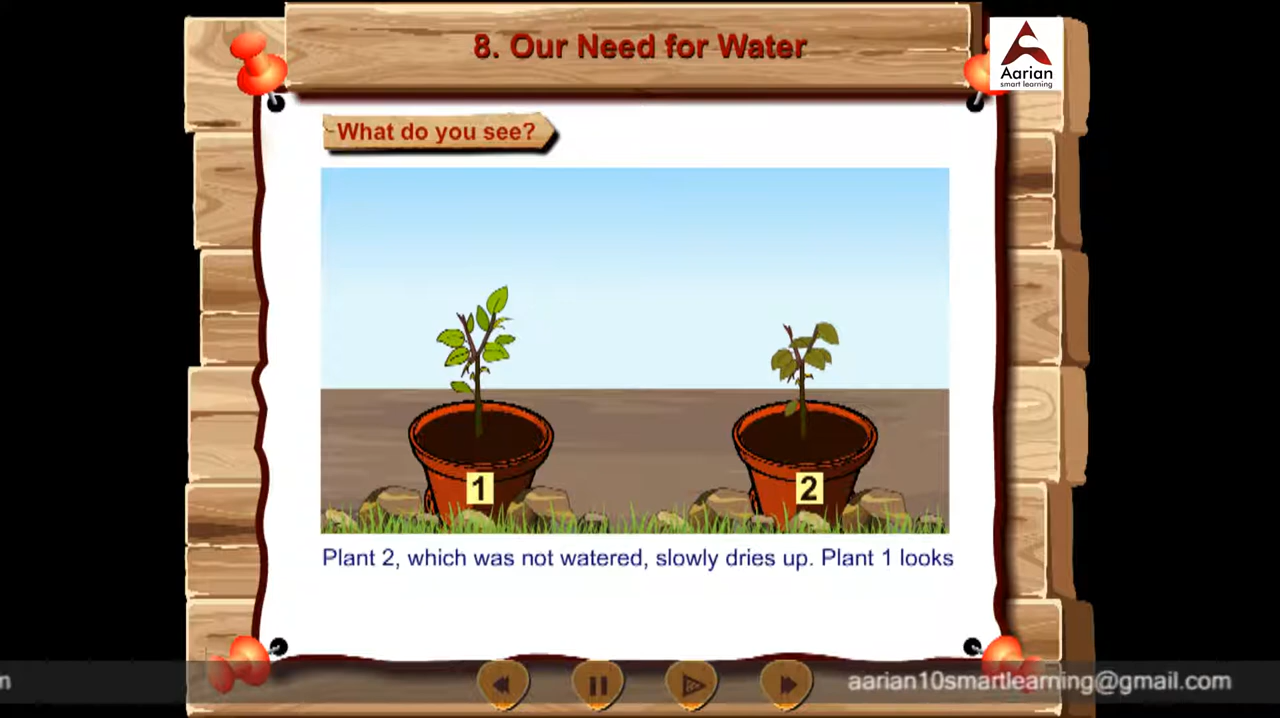 8. Our Need for Water
Aarian
smart learning
What do you see?
1
2
Plant 2, which was not watered, slowly dries up. Plant 1 looks
aarian10smartlearning@gmail.com